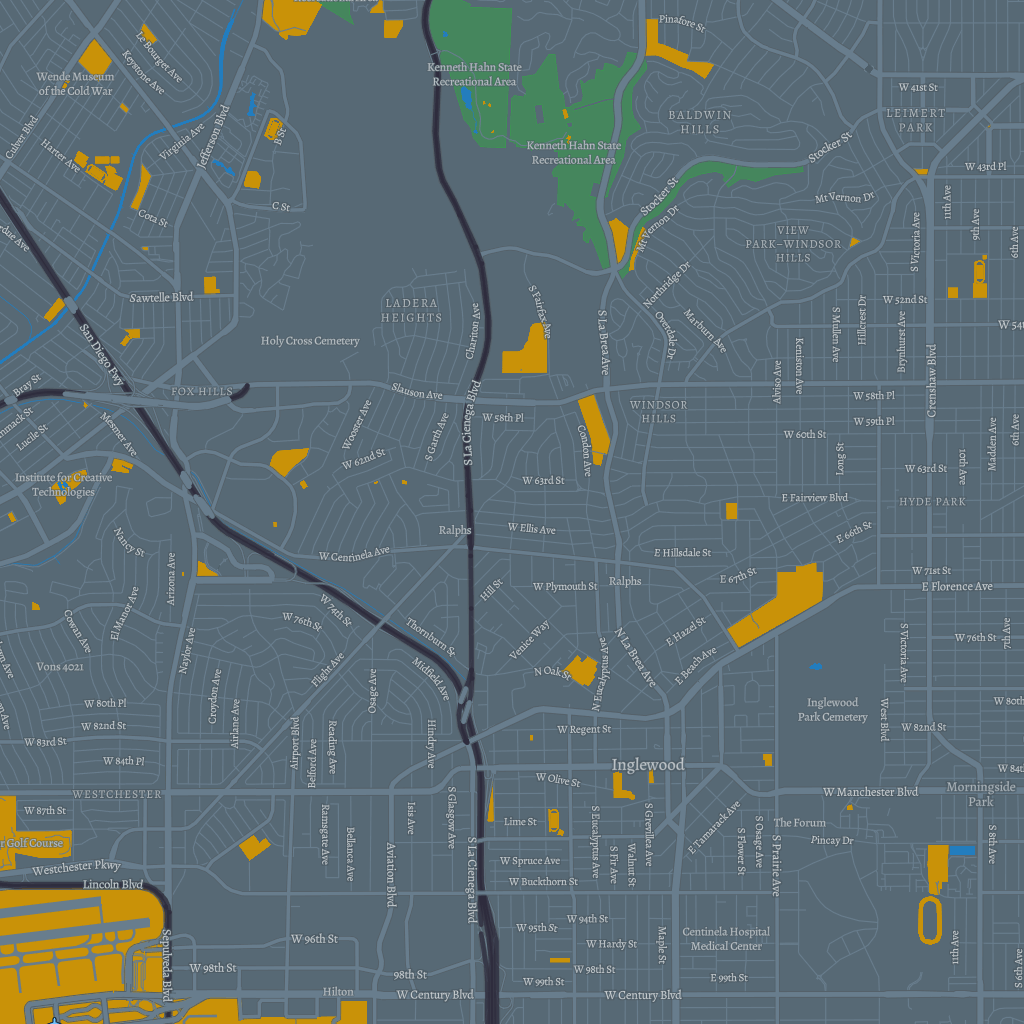 Pinafore St
Le Bourget Ave
Keystone Ave
Wende Museum
of the Cold War
Kenneth Hahn State
Recreational Area
W 41st St
BALDWIN
HILLS
LEIMERT
PARK
Culver Blvd
Harter Ave
Virginia Ave
Jefferson Blvd
B St
Kenneth Hahn State
Recreational Area
Stocker St
W 43rd Pl
C St
Cota St
Stocker St
Mt Vernon Dr
Mt Vernon Dr
11th Ave
9th Ave
6th Ave
S Victoria Ave
VIEW
PARK–WINDSOR
HILLS
Sawtelle Blvd
San Diego Fwy
LADERA
HEIGHTS
Holy Cross Cemetery
Chariton Ave
S Fairfax Ave
Northridge Dr
Overdale Dr
Marburn Ave
S La Brea Ave
W 52nd St
S Mullen Ave
Hillcrest Dr
Brynhurst Ave
W 54th
Keniston Ave
Alviso Ave
Crenshaw Blvd
Bray St
FOX HILLS
Slauson Ave
S La Cienega Blvd
W 58th Pl
WINDSOR
HILLS
W 58th Pl
W 59th Pl
W 60th St
Long St
Madden Ave
6th Ave
10th Ave
Lucile St
Mesmer Ave
Wooster Ave
S Garth Ave
W 62nd St
Condon Ave
W 63rd St
W 63rd St
Institute for Creative
Technologies
E Fairview Blvd
HYDE PARK
Ralphs
W Ellis Ave
E 66th St
Nancy St
W Centinela Ave
E Hillsdale St
W 71st St
Arizona Ave
Hill St
W Plymouth St
Ralphs
E 67th St
E Florence Ave
El Manor Ave
Cowan Ave
W 74th St
W 76th St
Thornburn St
Venice Way
N La Brea Ave
E Hazel St
S Victoria Ave
W 76th St
7th Ave
Naylor Ave
Vons 4021
Flight Ave
Midfield Ave
N Oak St
N Eucalyptus Ave
E Beach Ave
Croydon Ave
Osage Ave
W 80th Pl
W 80th
Airlane Ave
Inglewood
Park Cemetery
West Blvd
W 82nd St
W 82nd St
W 83rd St
Airport Blvd
Belford Ave
Reading Ave
Hindry Ave
W Regent St
W 84th Pl
Inglewood
W 84th
W Olive St
WESTCHESTER
W Manchester Blvd
Morningside
Park
W 87th St
Ramsgate Ave
Bellanca Ave
Isis Ave
S Glasgow Ave
Lime St
S Eucalyptus Ave
S Grevillea Ave
E Tamarack Ave
The Forum
Pincay Dr
S Osage Ave
S Flower St
S Prairie Ave
S 8th Ave
Golf Course
Westchester Pkwy
Lincoln Blvd
Aviation Blvd
S La Cienega Blvd
W Spruce Ave
W Buckthorn St
S Fir Ave
Walnut St
W 94th St
W 95th St
W 96th St
Sepulveda Blvd
W Hardy St
Maple St
Centinela Hospital
Medical Center
11th Ave
S 6th Ave
W 98th St
98th St
W 98th St
W 99th St
E 99th St
Hilton
W Century Blvd
W Century Blvd